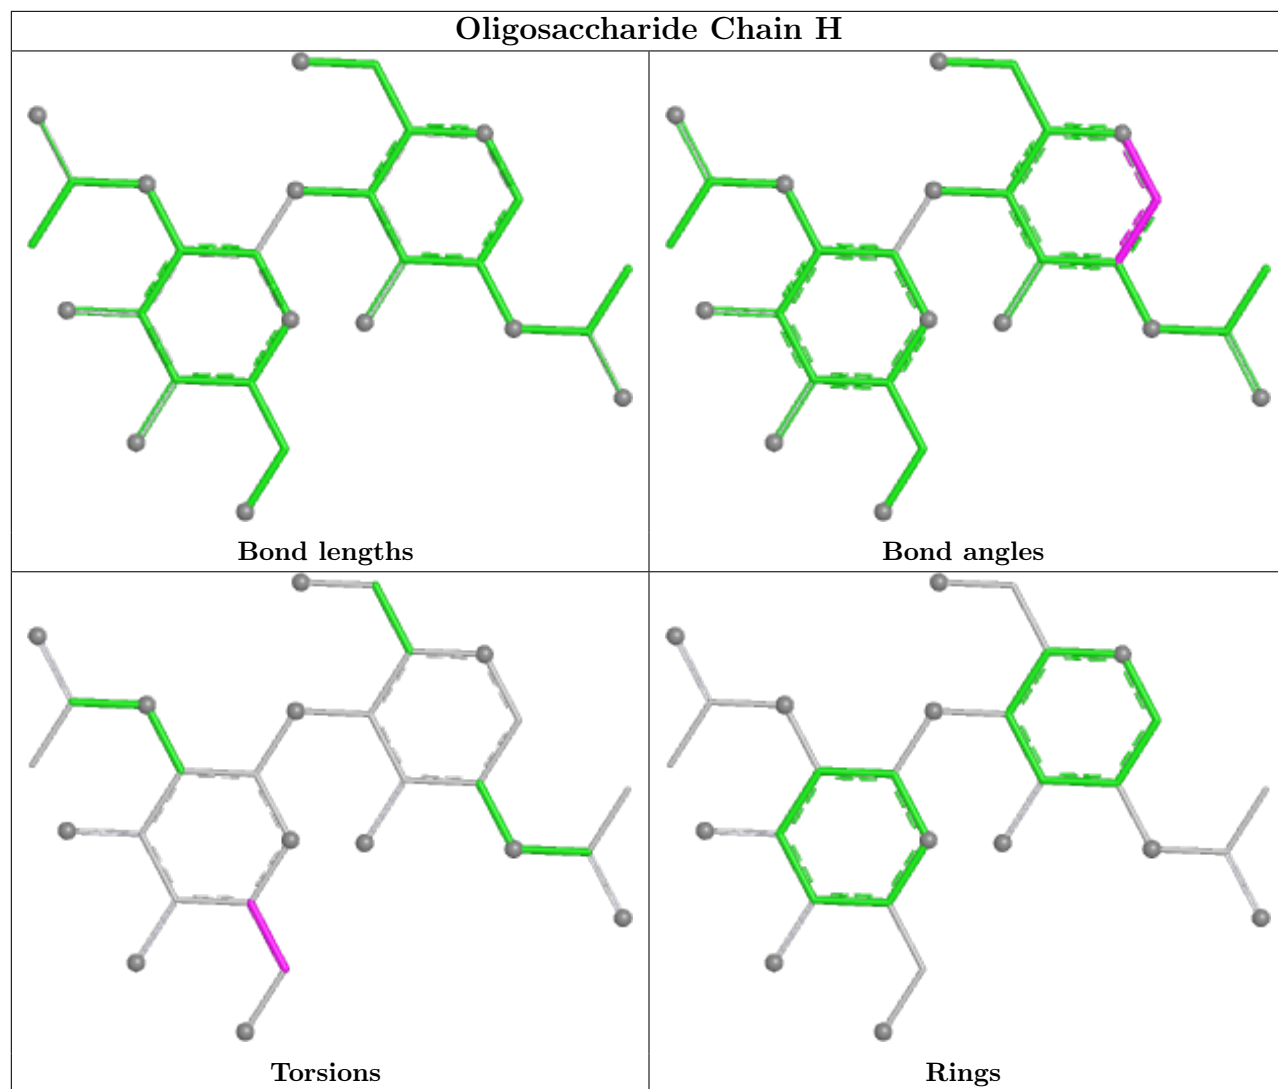 Oligosaccharide Chain H
Bond lengths
Bond angles
Torsions
Rings